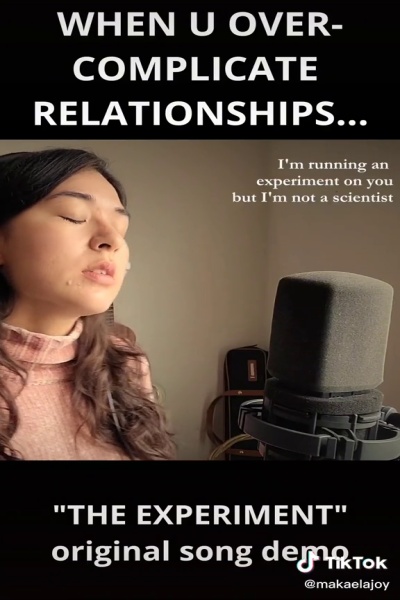 WHEN U OVER-
COMPLICATE
RELATIONSHIPS...
I'm running an
experiment on you
but I'm not a scientist
"THE EXPERIMENT"
original song demo
TikTok
@makaelajoy